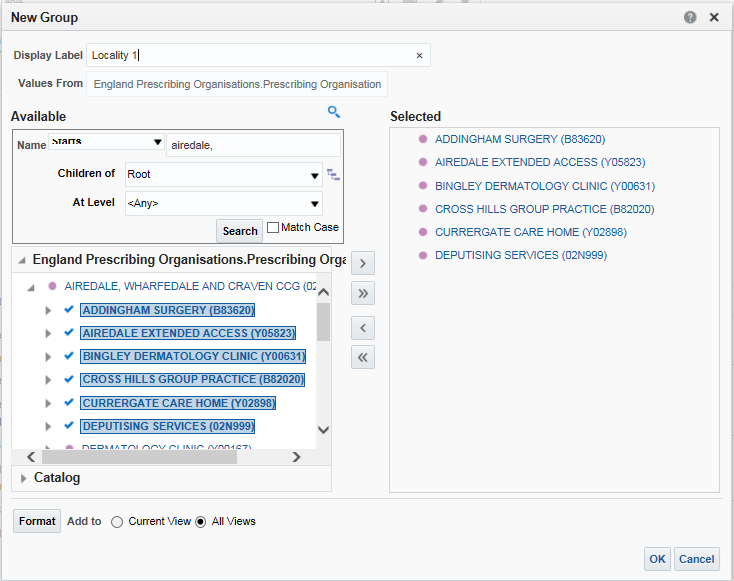 New Group
Display Label Locality 1
Values From England Prescribing Organisations.Prescribing Organisation
Available
Selected
Name Starts airedale,
Children of Root
At Level <Any>
Search Match Case
England Prescribing Organisations.Prescribing Orga
AIREDALE, WHARFEDALE AND CRAVEN CCG (02
ADDINGHAM SURGERY (B83620)
AIREDALE EXTENDED ACCESS (Y05823)
BINGLEY DERMATOLOGY CLINIC (Y00631)
CROSS HILLS GROUP PRACTICE (B82020)
CURRERGATE CARE HOME (Y02898)
DEPUTISING SERVICES (02N999)
DERMATOLOGY CLINIC (Y00167)
Catalog
ADDINGHAM SURGERY (B83620)
AIREDALE EXTENDED ACCESS (Y05823)
BINGLEY DERMATOLOGY CLINIC (Y00631)
CROSS HILLS GROUP PRACTICE (B82020)
CURRERGATE CARE HOME (Y02898)
DEPUTISING SERVICES (02N999)
Format Add to Current View All Views
OK Cancel